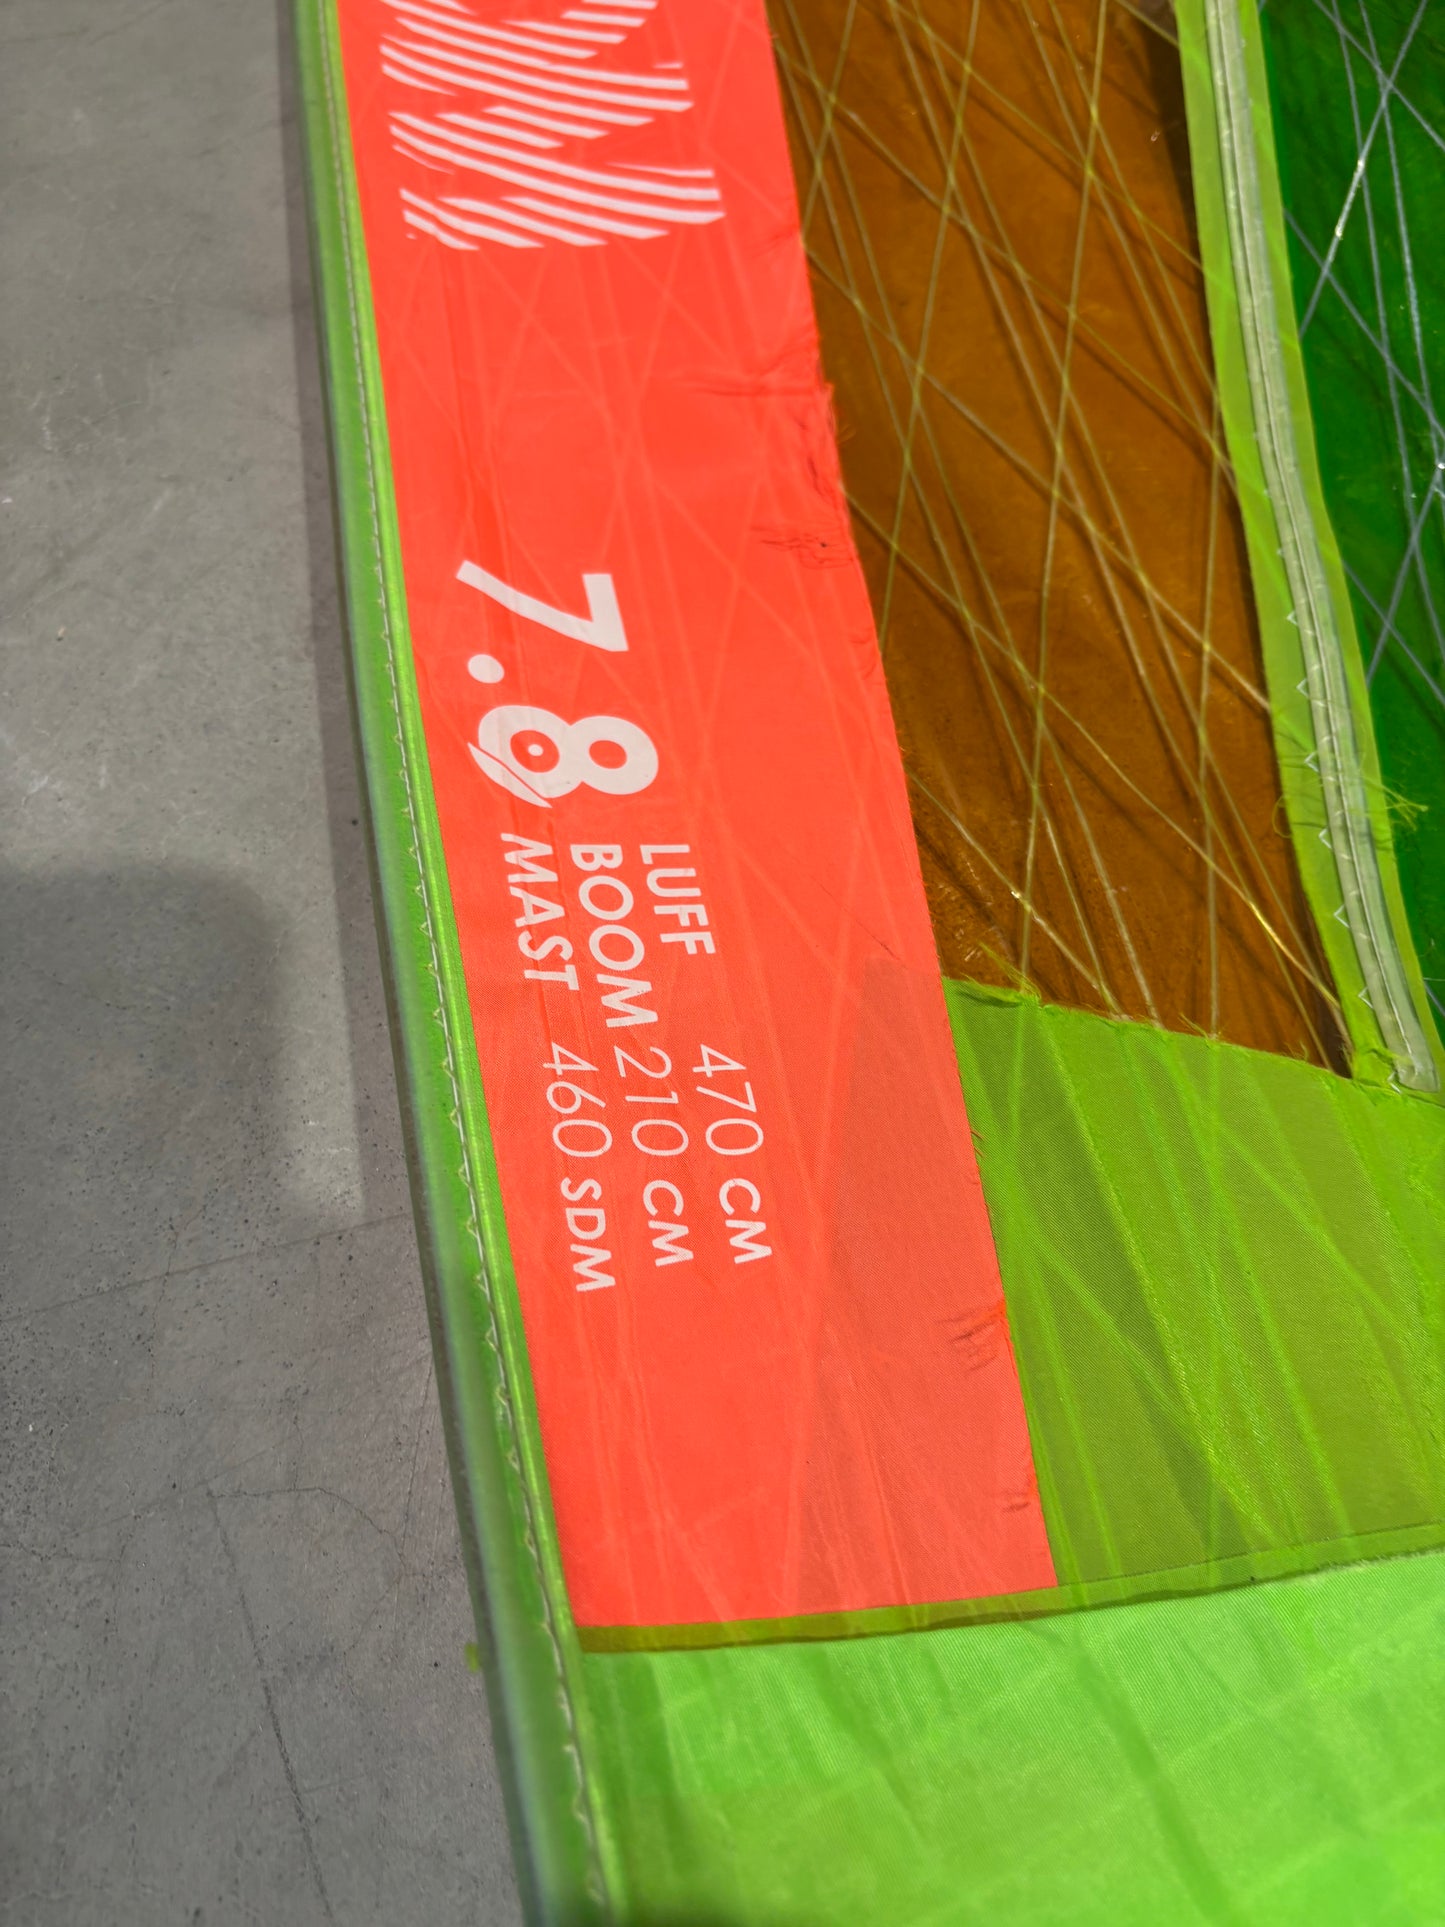 7.8
LUFF 470 CM
BOOM 210 CM
MAST 460 SDM